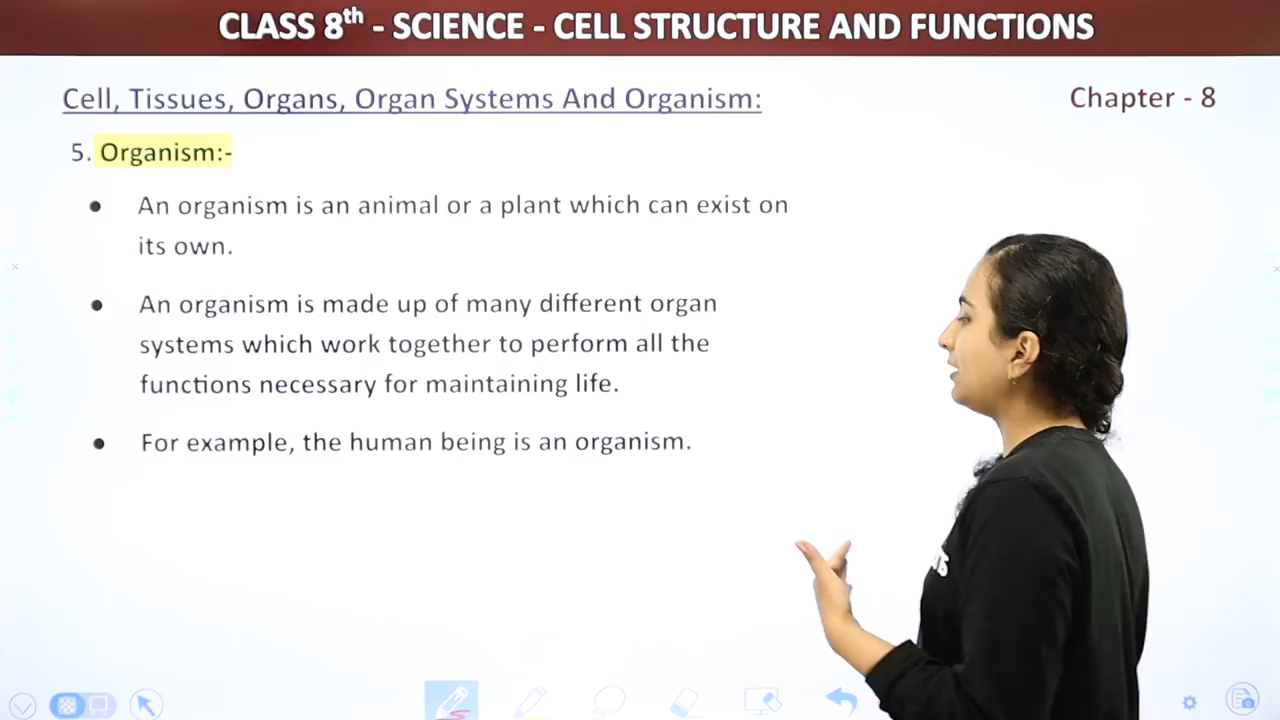 CLASS 8th - SCIENCE - CELL STRUCTURE AND FUNCTIONS
Cell, Tissues, Organs, Organ Systems And Organism:
Chapter - 8
5. Organism:-
• An organism is an animal or a plant which can exist on
its own.
• An organism is made up of many different organ
systems which work together to perform all the
functions necessary for maintaining life.
• For example, the human being is an organism.